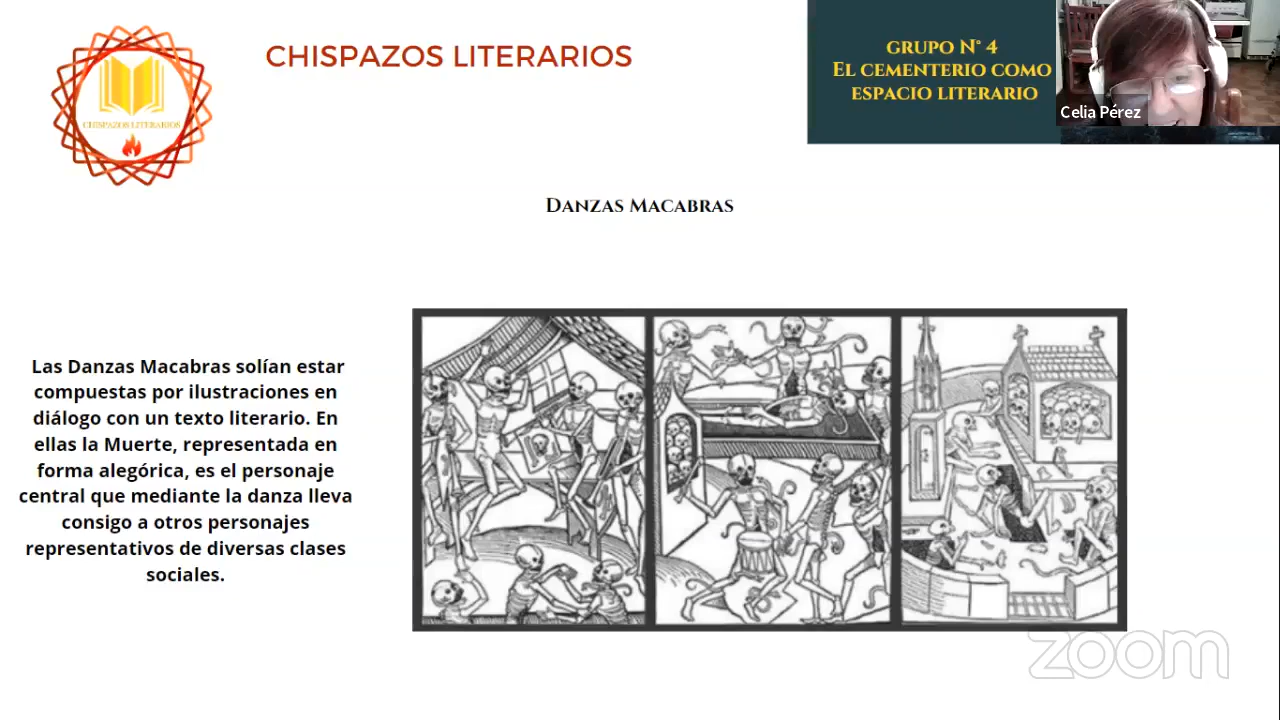 CHISPAZOS LITERARIOS
CHISPAZOS LITERARIOS
GRUPO N° 4
EL CEMENTERIO COMO
ESPACIO LITERARIO
Celia Pérez
DANZAS MACABRAS
Las Danzas Macabras solían estar
compuestas por ilustraciones en
diálogo con un texto literario. En
ellas la Muerte, representada en
forma alegórica, es el personaje
central que mediante la danza lleva
consigo a otros personajes
representativos de diversas clases
sociales.
zoom